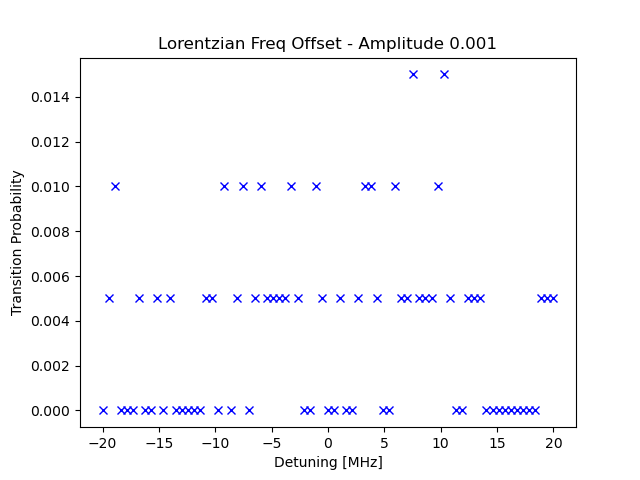 Lorentzian Freq Offset - Amplitude 0.001
Transition Probability
0.014
0.012
0.010
0.008
0.006
0.004
0.002
0.000
−20 −15 −10 −5 0 5 10 15 20
Detuning [MHz]